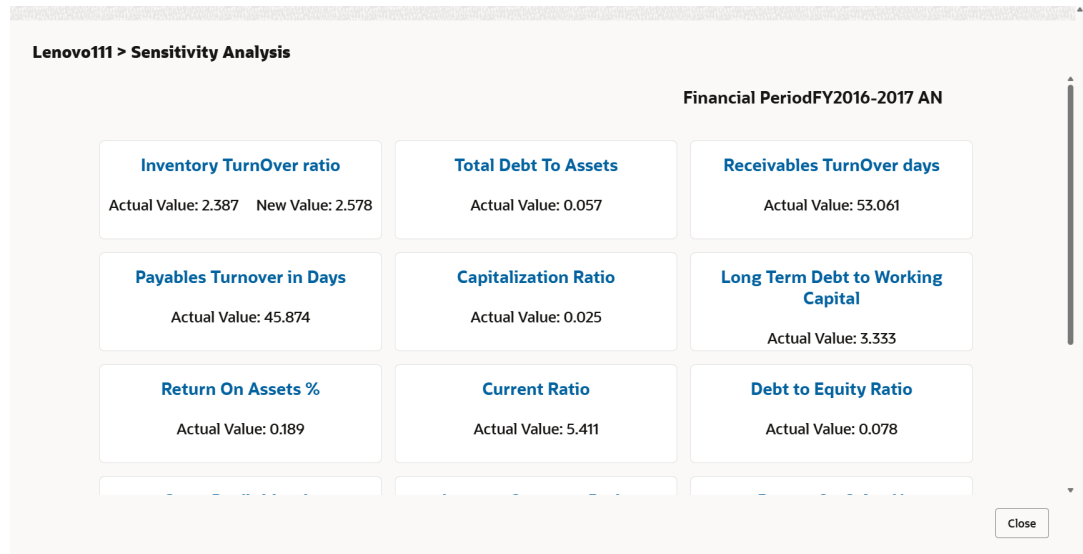 Lenovo111 > Sensitivity Analysis
Financial PeriodFY2016-2017 AN
Inventory TurnOver ratio
Actual Value: 2.387 New Value: 2.578
Total Debt To Assets
Actual Value: 0.057
Receivables TurnOver days
Actual Value: 53.061
Payables Turnover in Days
Actual Value: 45.874
Capitalization Ratio
Actual Value: 0.025
Long Term Debt to Working
Capital
Actual Value: 3.333
Return On Assets %
Actual Value: 0.189
Current Ratio
Actual Value: 5.411
Debt to Equity Ratio
Actual Value: 0.078
Close